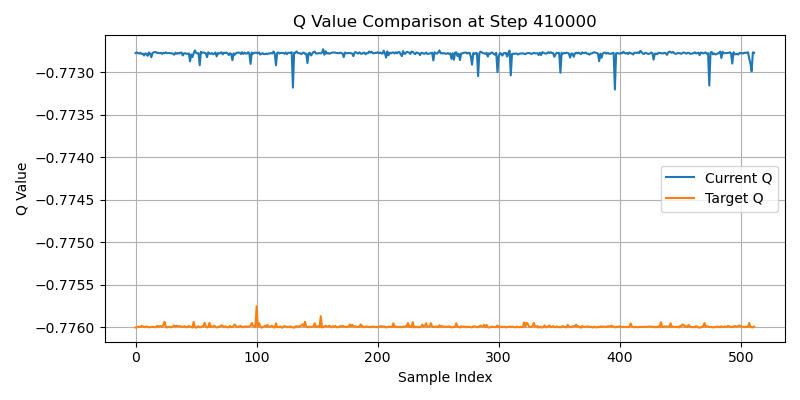 Q Value Comparison at Step 410000
−0.7730
−0.7735
−0.7740
−0.7745
−0.7750
−0.7755
−0.7760
Q Value
Current Q
Target Q
0 100 200 300 400 500
Sample Index